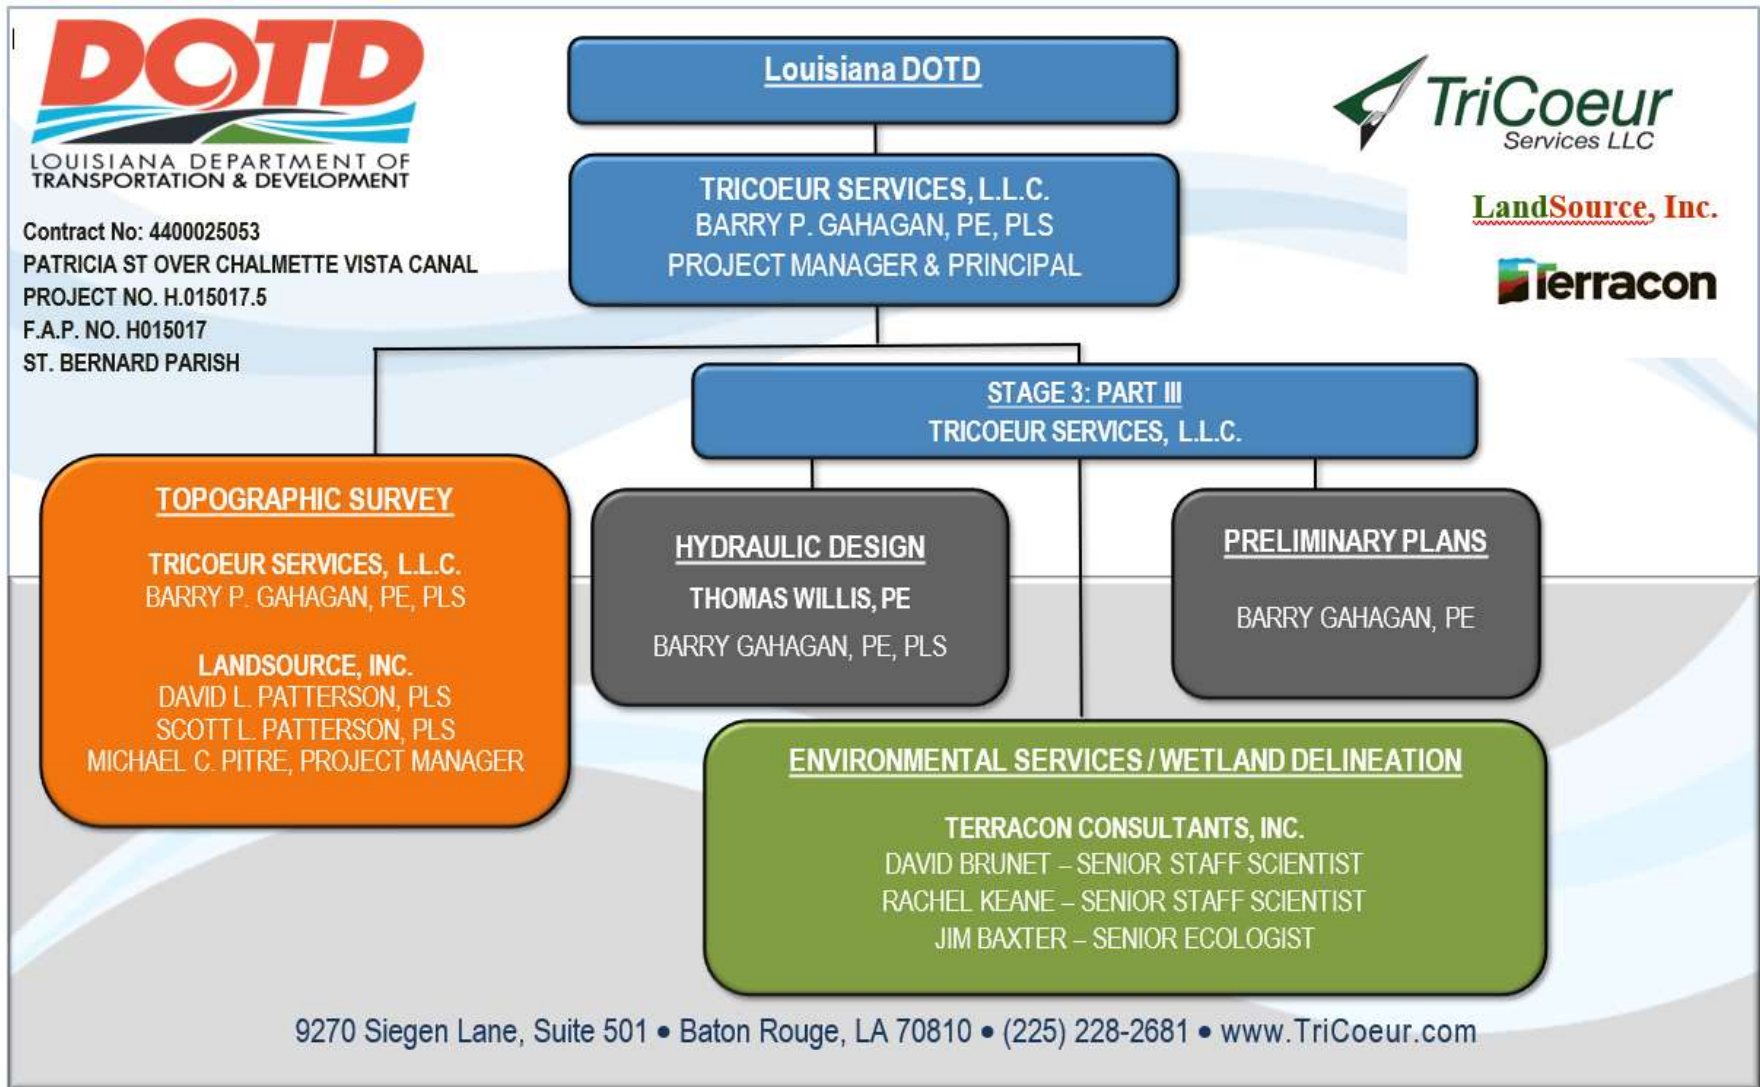 DOTD
LOUISIANA DEPARTMENT OF
TRANSPORTATION & DEVELOPMENT
Contract No: 4400025053
PATRICIA ST OVER CHALMETTE VISTA CANAL
PROJECT NO. H.015017.5
F.A.P. NO. H015017
ST. BERNARD PARISH
Louisiana DOTD
TRICOEUR SERVICES, L.L.C.
BARRY P. GAHAGAN, PE, PLS
PROJECT MANAGER & PRINCIPAL
TriCoeur
Services LLC
LandSource, Inc.
Terracon
STAGE 3: PART III
TRICOEUR SERVICES, L.L.C.
TOPOGRAPHIC SURVEY
TRICOEUR SERVICES, L.L.C.
BARRY P. GAHAGAN, PE, PLS
LANDSOURCE, INC.
DAVID L. PATTERSON, PLS
SCOTT L. PATTERSON, PLS
MICHAEL C. PITRE, PROJECT MANAGER
HYDRAULIC DESIGN
THOMAS WILLIS, PE
BARRY GAHAGAN, PE, PLS
PRELIMINARY PLANS
BARRY GAHAGAN, PE
ENVIRONMENTAL SERVICES / WETLAND DELINEATION
TERRACON CONSULTANTS, INC.
DAVID BRUNET – SENIOR STAFF SCIENTIST
RACHEL KEANE – SENIOR STAFF SCIENTIST
JIM BAXTER – SENIOR ECOLOGIST
9270 Siegen Lane, Suite 501 • Baton Rouge, LA 70810 • (225) 228-2681 • www.TriCoeur.com